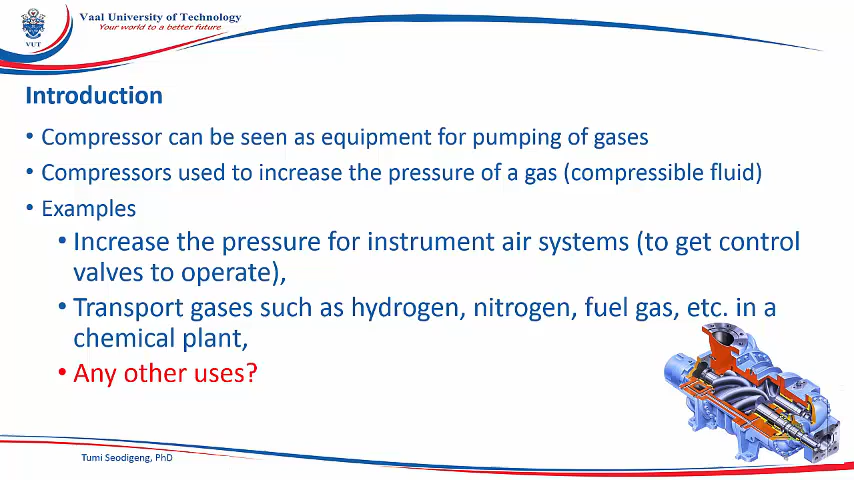 Vaal University of Technology
Your world to a better future
VUT
Introduction
• Compressor can be seen as equipment for pumping of gases
• Compressors used to increase the pressure of a gas (compressible fluid)
• Examples
• Increase the pressure for instrument air systems (to get control
valves to operate),
• Transport gases such as hydrogen, nitrogen, fuel gas, etc. in a
chemical plant,
• Any other uses?
Tumi Seodigeng, PhD